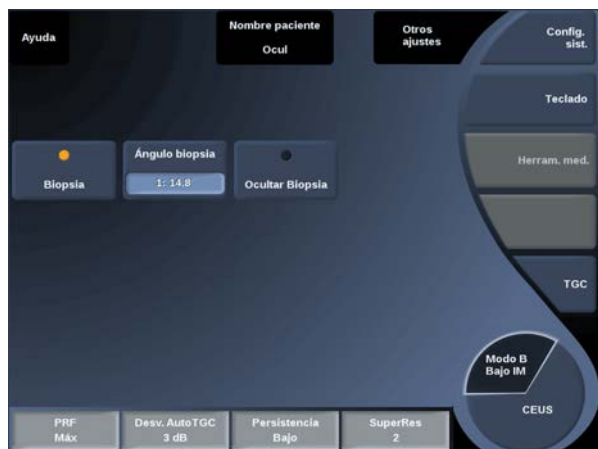 Ayuda
Nombre paciente
Ocul
Otros
ajustes
Config.
sist.
Teclado
Biopsia
Ángulo biopsia
1: 14.8
Ocultar Biopsia
Herram. med.
TGC
Modo B
Bajo IM
CEUS
PRF
Máx
Desv. AutoTGC
3 dB
Persistencia
Bajo
SuperRes
2